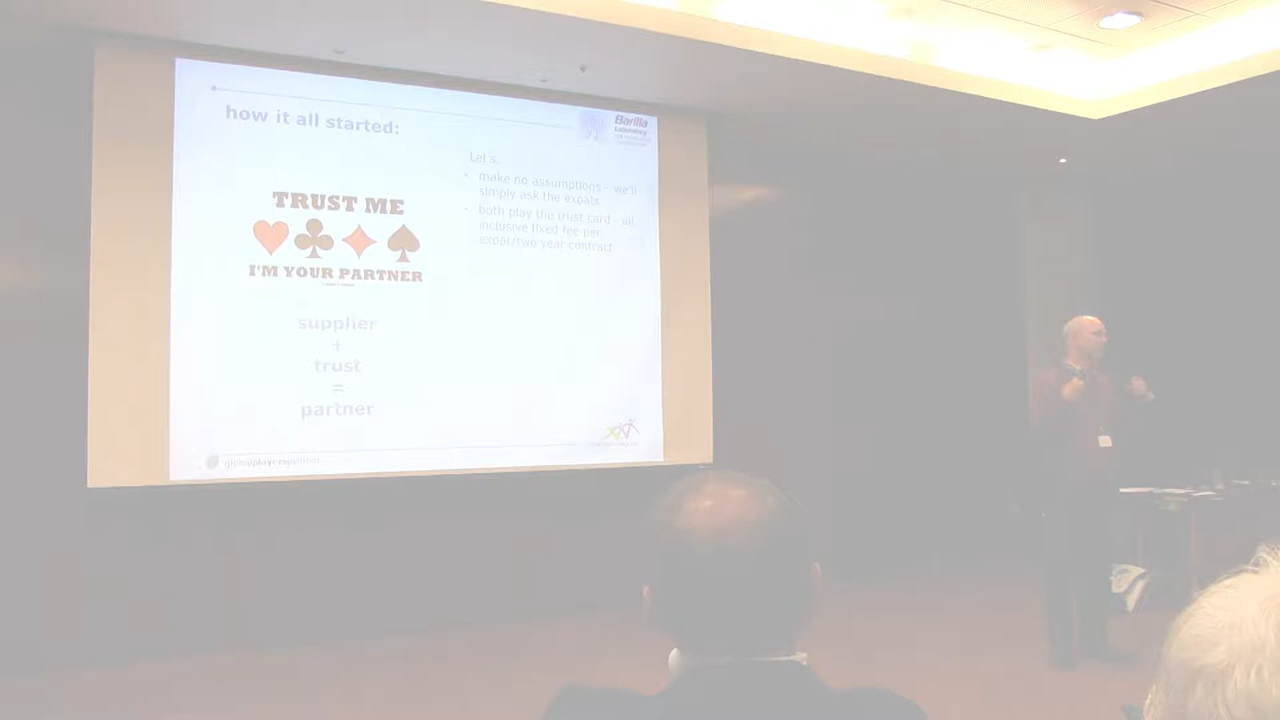 how it all started:
Barilla
Laboratory
TRUST ME
I'M YOUR PARTNER
supplier
+
trust
=
partner
Let's:
make no assumptions - we'll
simply ask the expats
both play the trust card - all
inclusive fixed fee per
expat/two year contract